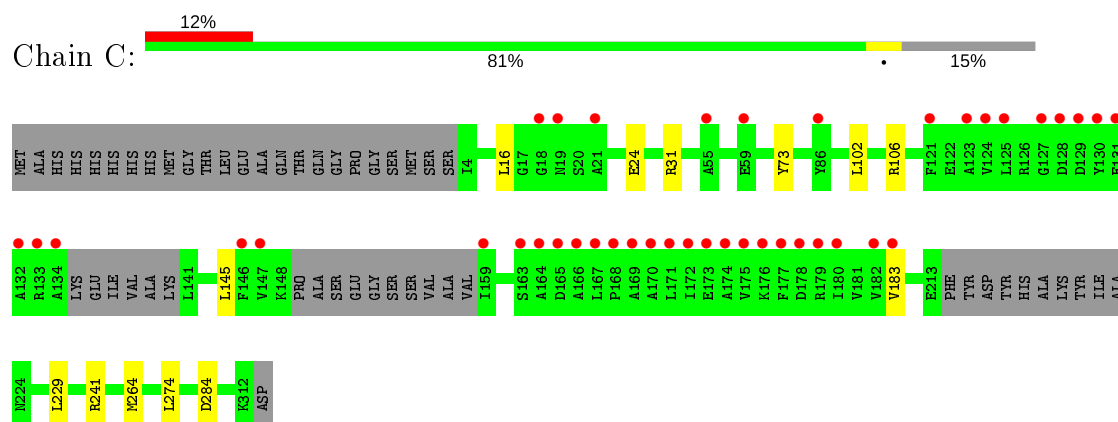 12%
Chain C:
81%
•
15%
MET ALA HIS HIS HIS HIS HIS HIS MET GLY THR LEU GLU ALA GLN THR GLN GLY PRO GLY SER MET SER SER I4 L16 G17 G18 N19 S20 A21 E24 R31 A55 E59 Y73 Y86 L102 R106 F121 E122 A123 V124 L125 R126 G127 D128 D129 Y130 E131
A132 R133 A134 LYS GLU ILE VAL ALA LYS L141 L145 F146 V147 K148 PRO ALA SER GLU GLY SER SER VAL ALA VAL I159 S163 A164 D165 A166 L167 P168 A169 A170 L171 I172 E173 A174 V175 K176 F177 D178 R179 I180 V181 V182 V183 E213 PHE TYR ASP TYR HIS ALA LYS TYR ILE ALA
N224 L229 R241 M264 L274 D284 K312 ASP